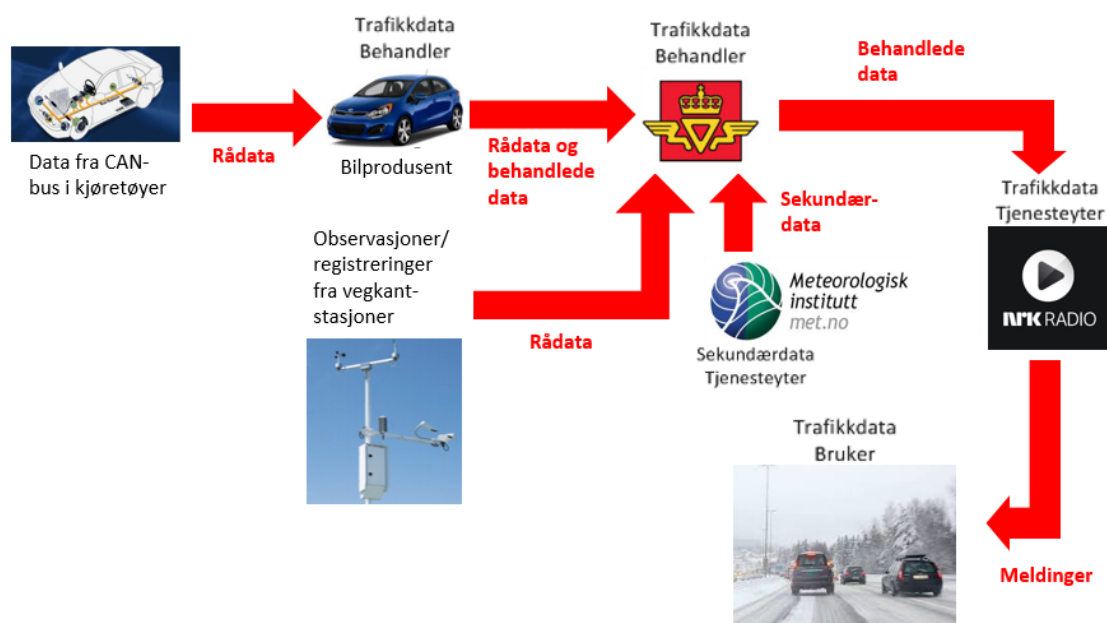 Trafikkdata
Behandler
Trafikkdata
Behandler
Behandlede
data
Data fra CAN-
bus i kjøretøyer
Rådata
Bilprodusent
Rådata og
behandlede
data
Sekundær-
data
Trafikkdata
Tjenesteyter
NRK RADIO
Observasjoner/
registreringer
fra vegkant-
stasjoner
Rådata
Meteorologisk
institutt
met.no
Sekundærdata
Tjenesteyter
Trafikkdata
Bruker
Meldinger